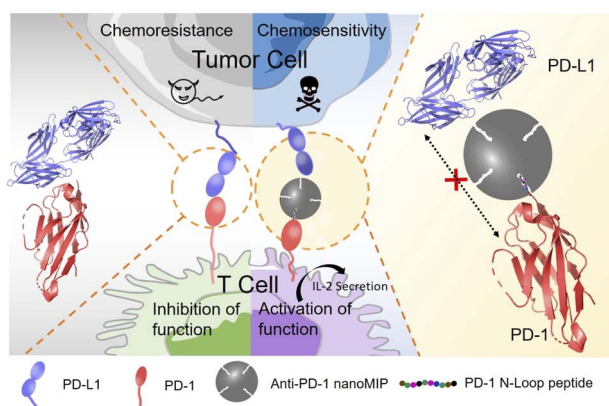 Chemoresistance
Chemosensitivity
Tumor Cell
PD-L1
T Cell
IL-2 Secretion
Inhibition of
function
Activation of
function
PD-1
PD-L1
PD-1
Anti-PD-1 nanoMIP
PD-1 N-Loop peptide